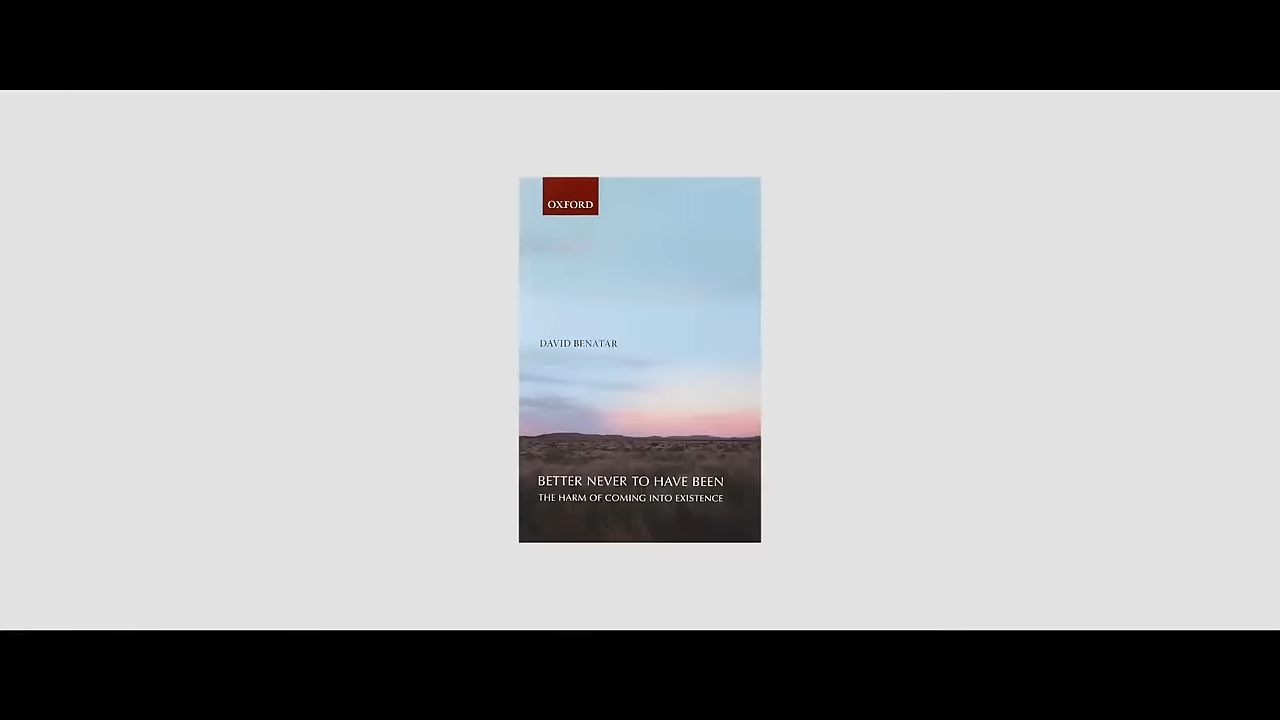 OXFORD
DAVID BENATAR
BETTER NEVER TO HAVE BEEN
THE HARM OF COMING INTO EXISTENCE